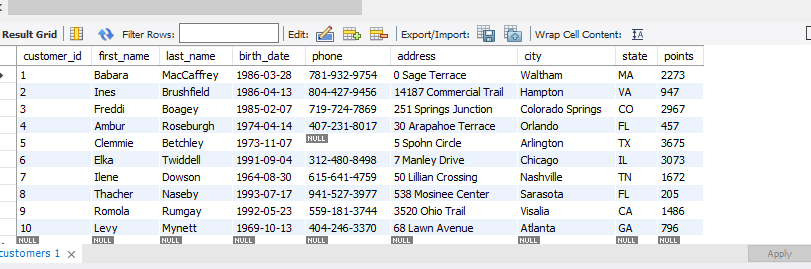 Result Grid Filter Rows: Edit: Export/Import: Wrap Cell Content: IA
customer_id first_name last_name birth_date phone address city state points
1 Babara MacCaffrey 1986-03-28 781-932-9754 0 Sage Terrace Waltham MA 2273
2 Ines Brushfield 1986-04-13 804-427-9456 14187 Commercial Trail Hampton VA 947
3 Freddi Boagey 1985-02-07 719-724-7869 251 Springs Junction Colorado Springs CO 2967
4 Ambur Roseburgh 1974-04-14 407-231-8017 30 Arapahoe Terrace Orlando FL 457
5 Clemmie Betchley 1973-11-07 NULL 5 Spohn Circle Arlington TX 3675
6 Elka Twiddell 1991-09-04 312-480-8498 7 Manley Drive Chicago IL 3073
7 Ilene Dowson 1964-08-30 615-641-4759 50 Lillian Crossing Nashville TN 1672
8 Thacher Naseby 1993-07-17 941-527-3977 538 Mosinee Center Sarasota FL 205
9 Romola Rumgay 1992-05-23 559-181-3744 3520 Ohio Trail Visalia CA 1486
10 Levy Mynett 1969-10-13 404-246-3370 68 Lawn Avenue Atlanta GA 796
NULL NULL NULL NULL NULL NULL NULL NULL NULL
customers 1 Apply